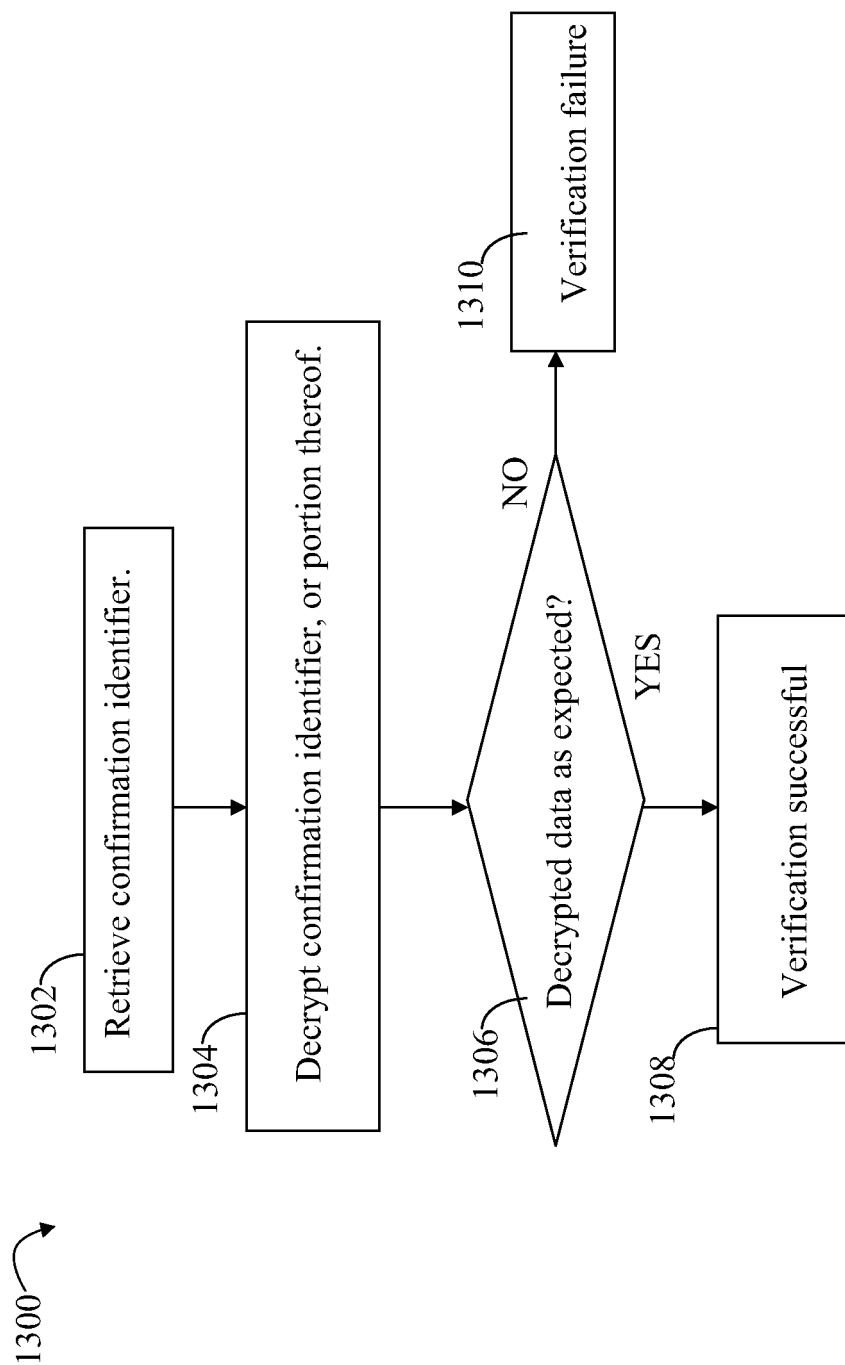 1300
1302
Retrieve confirmation identifier.
1304
Decrypt confirmation identifier, or portion thereof.
1306
Decrypted data as expected?
NO
1310
Verification failure
YES
1308
Verification successful